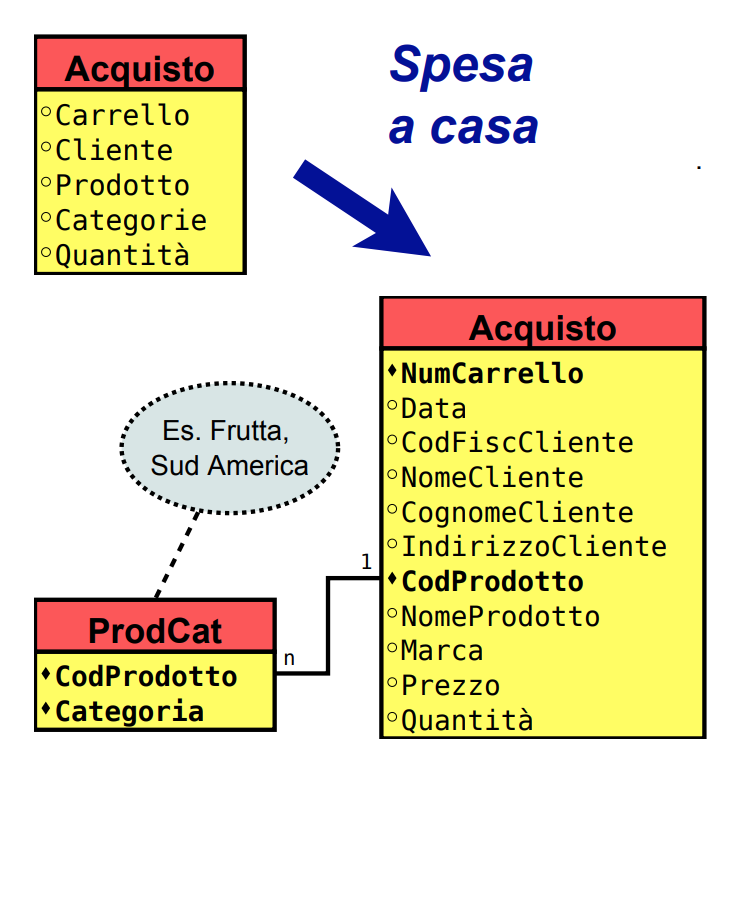 Acquisto
Carrello
Cliente
Prodotto
Categorie
Quantità
Spesa
a casa
Acquisto
NumCarrello
Data
CodFiscCliente
NomeCliente
CognomeCliente
IndirizzoCliente
CodProdotto
NomeProdotto
Marca
Prezzo
Quantità
Es. Frutta,
Sud America
1
n
ProdCat
CodProdotto
Categoria